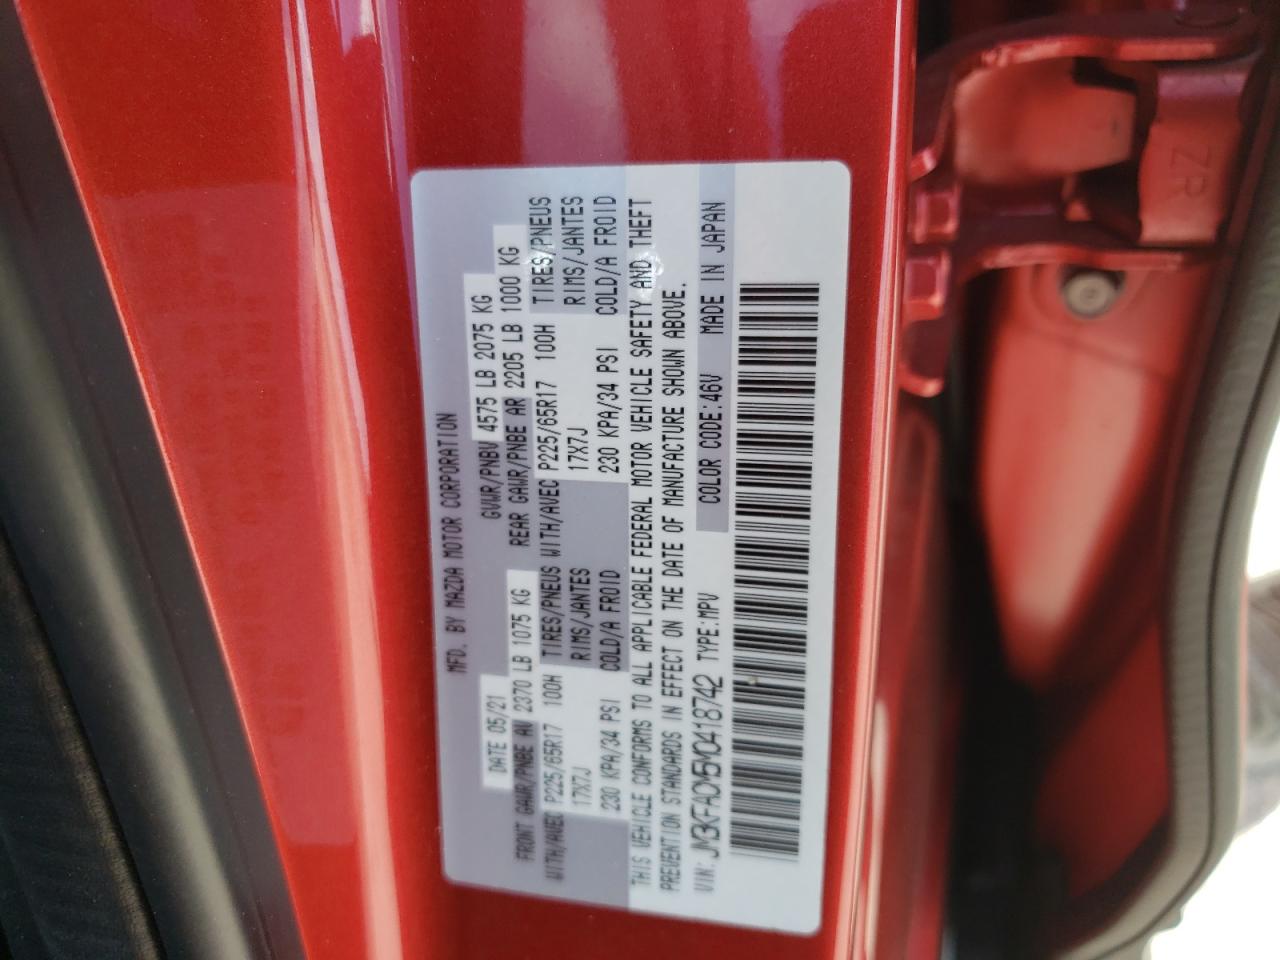 MFD. BY MAZDA MOTOR CORPORATION
DATE 05/21 GVWR/PNBV 4575 LB 2075 KG
FRONT GAWR/PNBE AV 2370 LB 1075 KG REAR GAWR/PNBE AR 2205 LB 1000 KG
WITH/AVEC P225/65R17 100H TIRES/PNEUS WITH/AVEC P225/65R17 100H TIRES/PNEUS
17X7J RIMS/JANTES 17X7J RIMS/JANTES
230 KPA/34 PSI COLD/A FROID 230 KPA/34 PSI COLD/A FROID
THIS VEHICLE CONFORMS TO ALL APPLICABLE FEDERAL MOTOR VEHICLE SAFETY AND THEFT
PREVENTION STANDARDS IN EFFECT ON THE DATE OF MANUFACTURE SHOWN ABOVE.
VIN: JM3KFACM5M0418742 TYPE:MPV COLOR CODE:46V MADE IN JAPAN
ZR